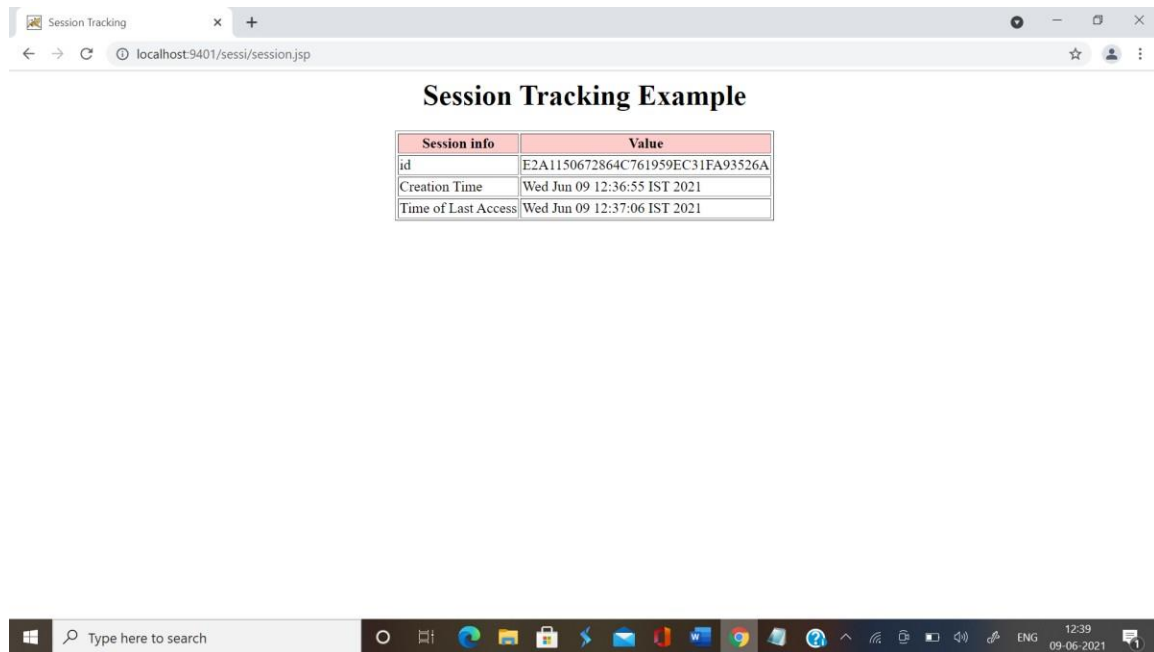 Session Tracking
localhost:9401/sessi/session.jsp
Session Tracking Example
Session info Value
id E2A1150672864C761959EC31FA93526A
Creation Time Wed Jun 09 12:36:55 IST 2021
Time of Last Access Wed Jun 09 12:37:06 IST 2021
Type here to search ENG 12:39
09-06-2021